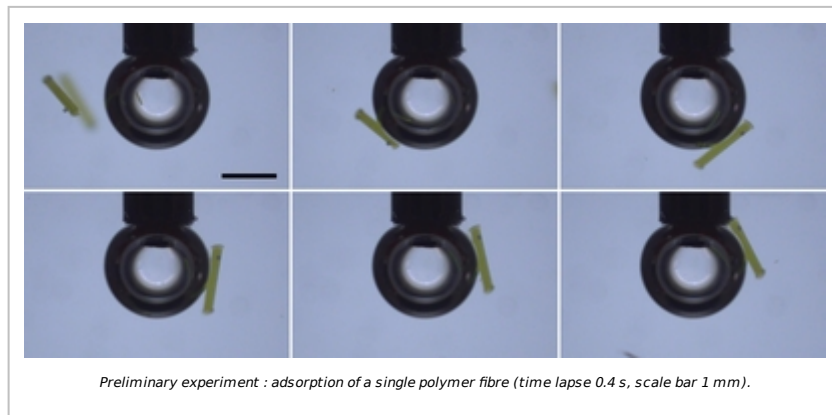 Preliminary experiment : adsorption of a single polymer fibre (time lapse 0.4 s, scale bar 1 mm).